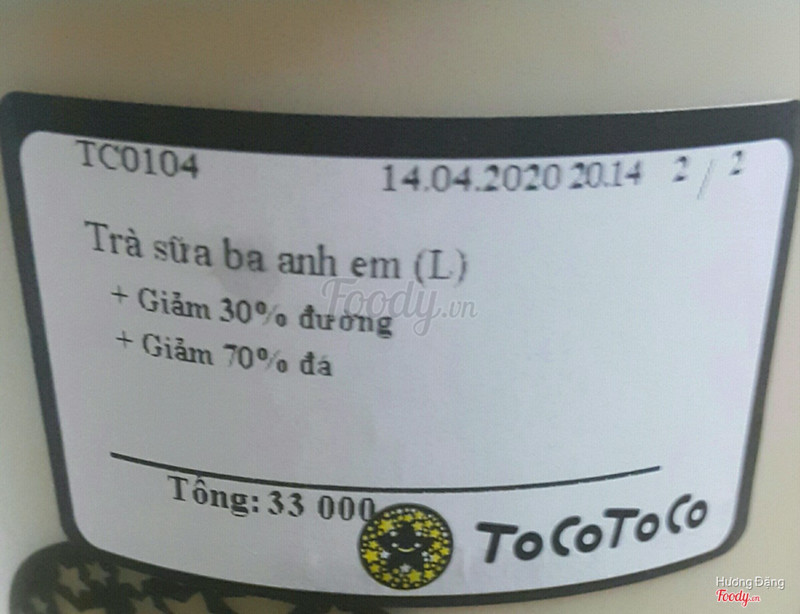 TC0104 14.04.2020 20.14 2 / 2
Trà sữa ba anh em (L)
+ Giảm 30% đường
+ Giảm 70% đá
Foody.vn
Tổng: 33 000
ToCoToCo
Hương Đặng
Foody.vn